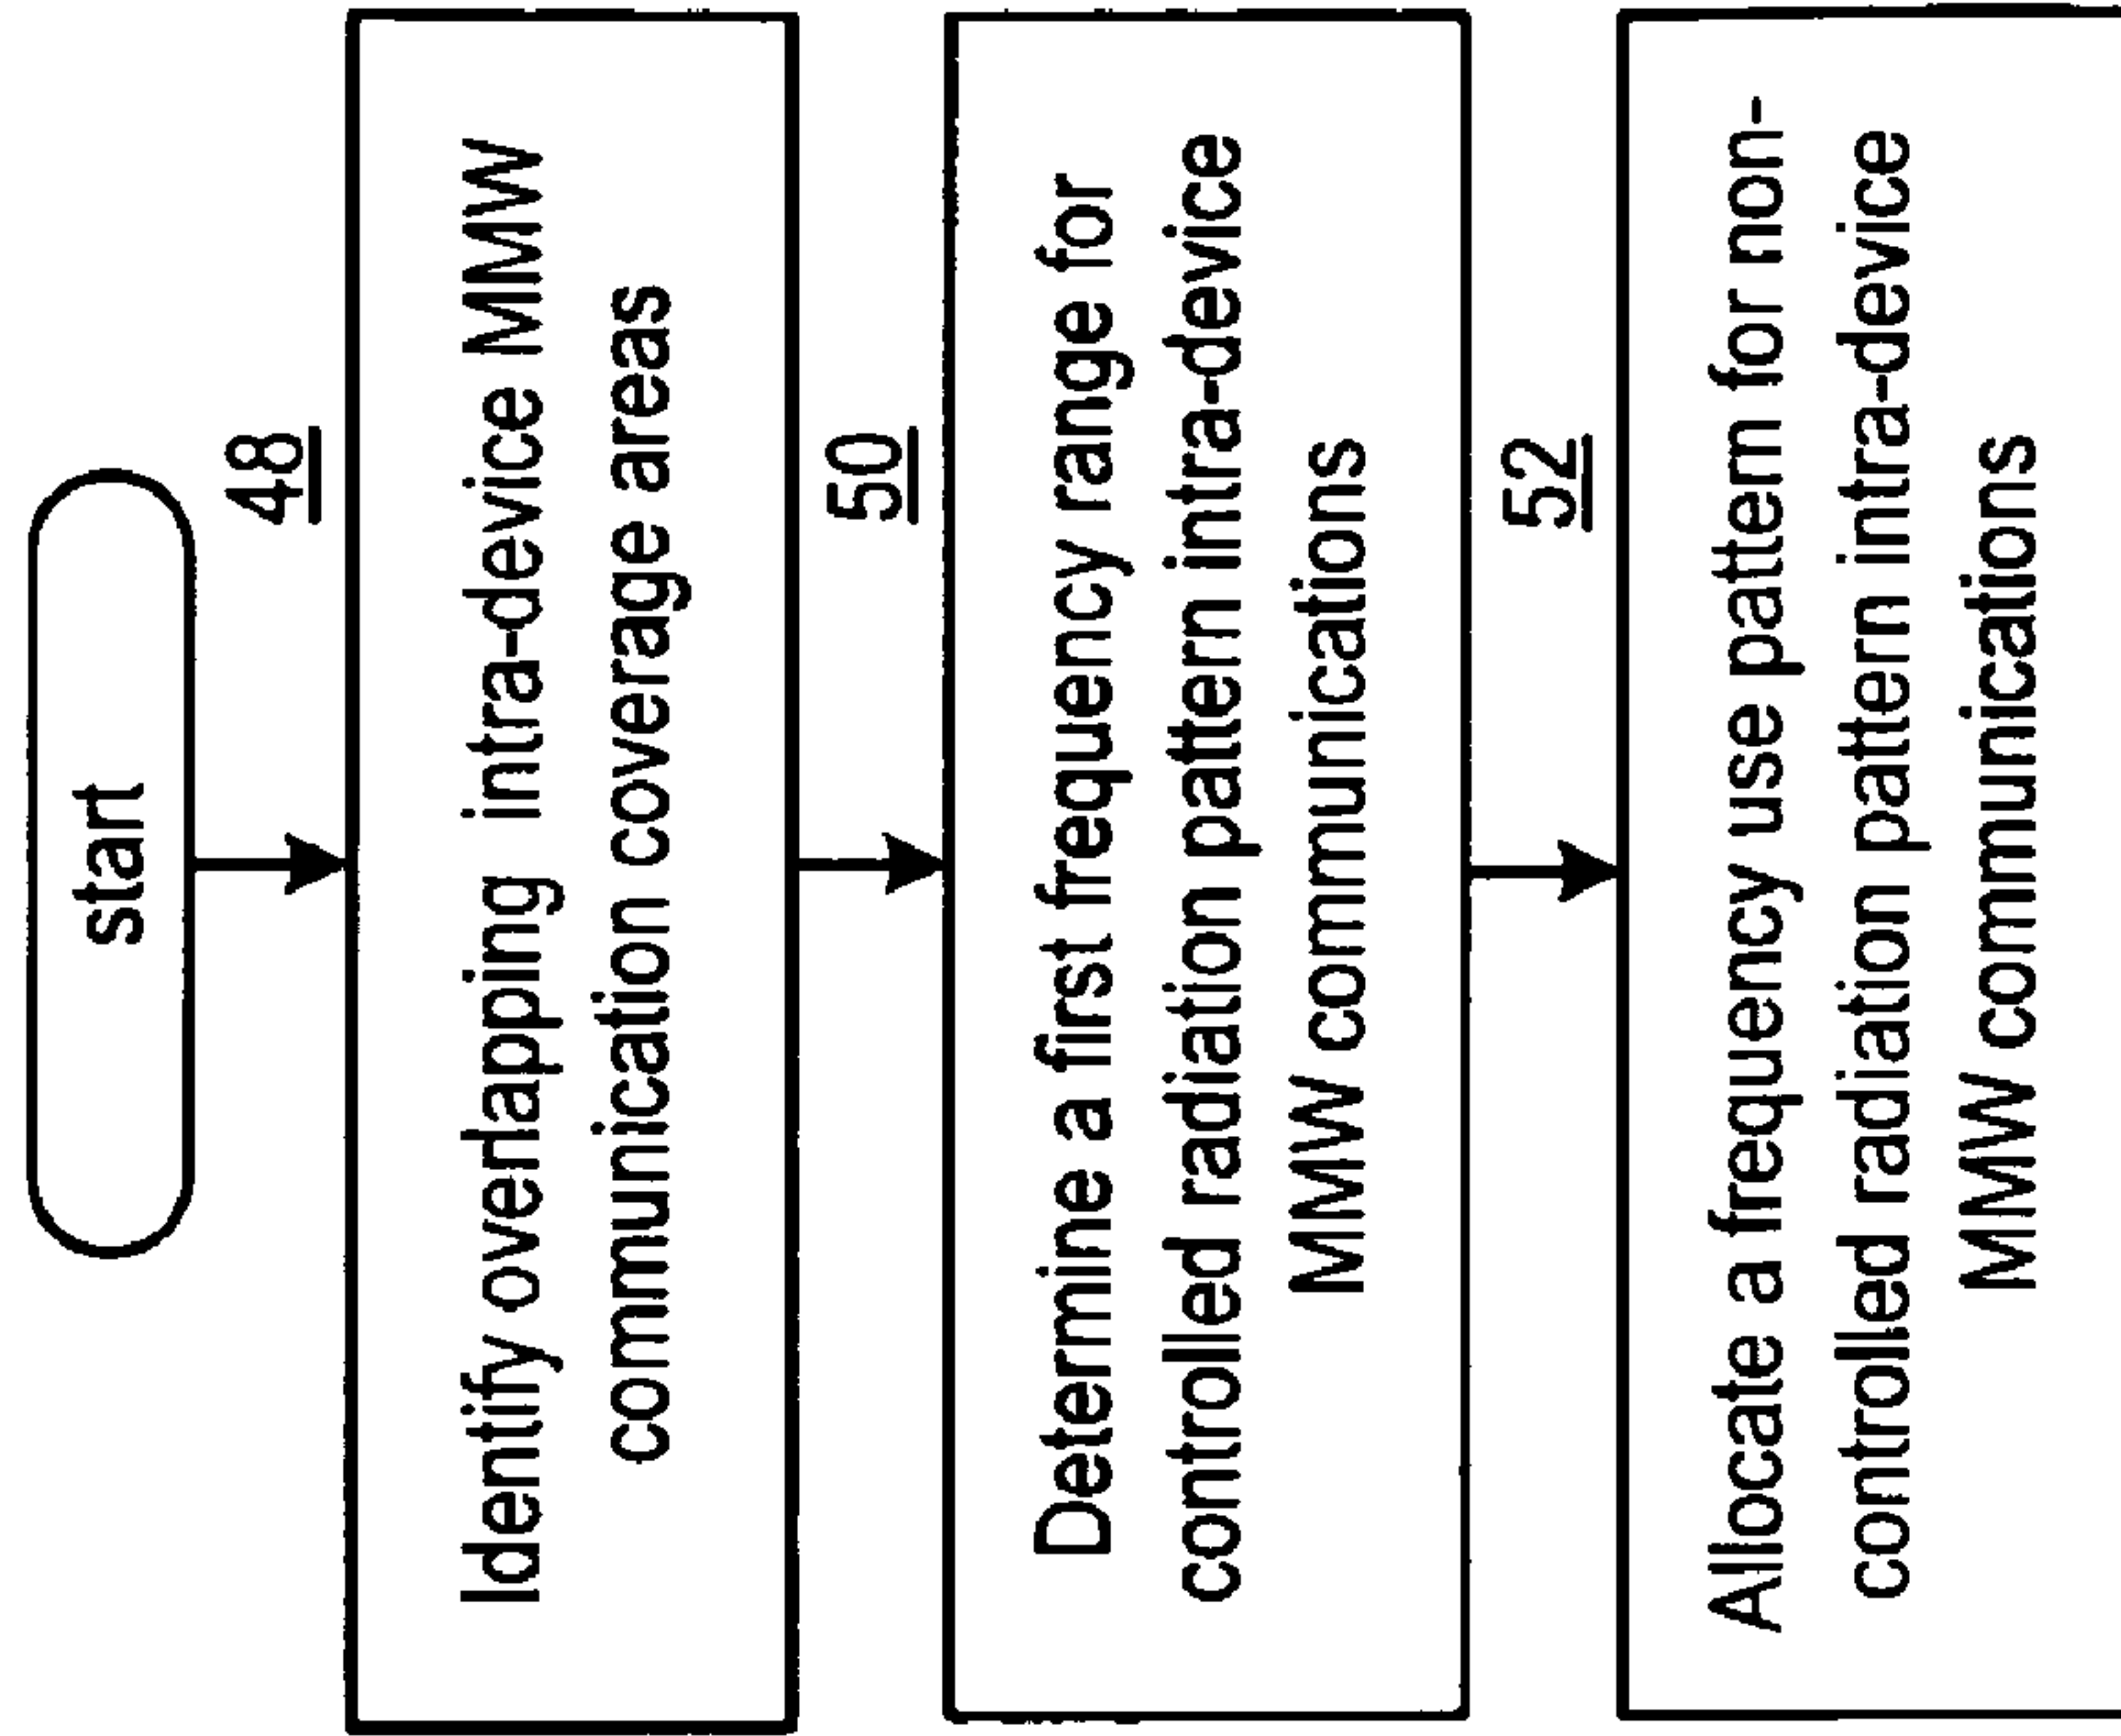 start
48
Identify overlapping intra-device MMW
communication coverage areas
50
Determine a first frequency range for
controlled radiation pattern intra-device
MMW communications
52
Allocate a frequency use pattern for non-
controlled radiation pattern intra-device
MMW communications